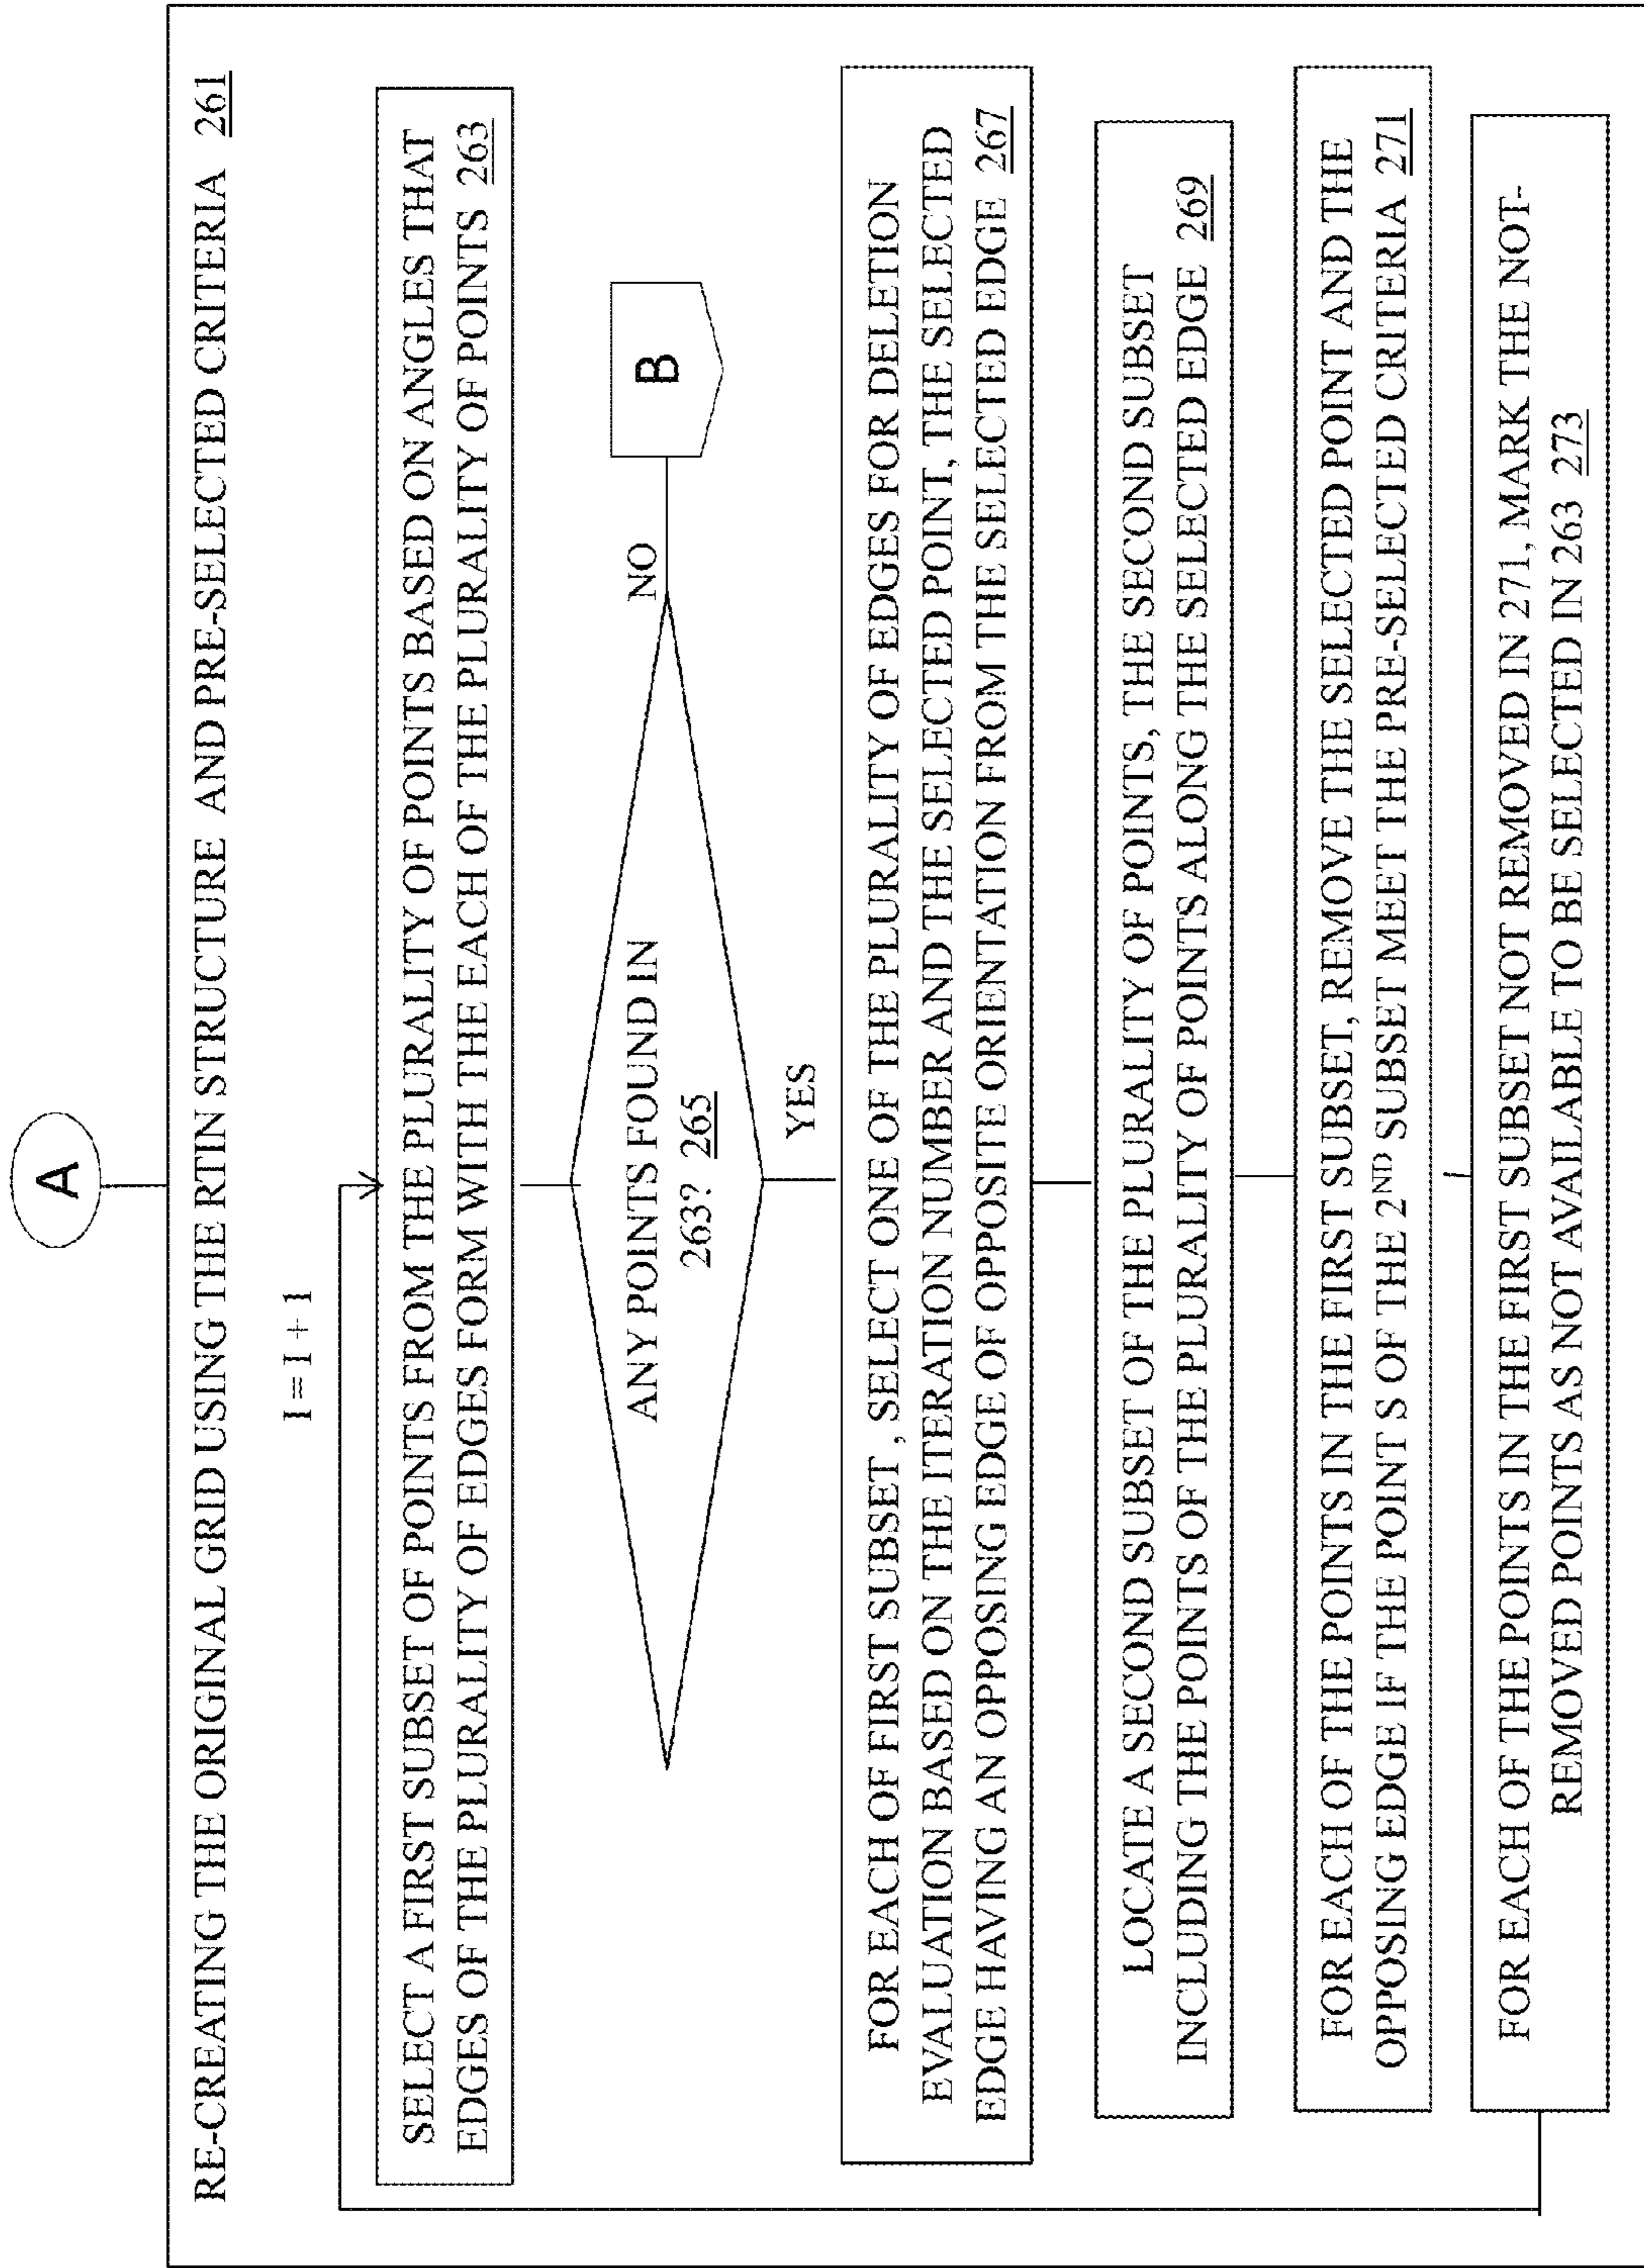 A
RE-CREATING THE ORIGINAL GRID USING THE RTIN STRUCTURE AND PRE-SELECTED CRITERIA 261
I = I + 1
SELECT A FIRST SUBSET OF POINTS FROM THE PLURALITY OF POINTS BASED ON ANGLES THAT
EDGES OF THE PLURALITY OF EDGES FORM WITH THE EACH OF THE PLURALITY OF POINTS 263
ANY POINTS FOUND IN
263? 265
NO
B
YES
FOR EACH OF FIRST SUBSET , SELECT ONE OF THE PLURALITY OF EDGES FOR DELETION
EVALUATION BASED ON THE ITERATION NUMBER AND THE SELECTED POINT, THE SELECTED
EDGE HAVING AN OPPOSING EDGE OF OPPOSITE ORIENTATION FROM THE SELECTED EDGE 267
LOCATE A SECOND SUBSET OF THE PLURALITY OF POINTS, THE SECOND SUBSET
INCLUDING THE POINTS OF THE PLURALITY OF POINTS ALONG THE SELECTED EDGE 269
FOR EACH OF THE POINTS IN THE FIRST SUBSET, REMOVE THE SELECTED POINT AND THE
OPPOSING EDGE IF THE POINT S OF THE 2ND SUBSET MEET THE PRE-SELECTED CRITERIA 271
FOR EACH OF THE POINTS IN THE FIRST SUBSET NOT REMOVED IN 271, MARK THE NOT-
REMOVED POINTS AS NOT AVAILABLE TO BE SELECTED IN 263 273